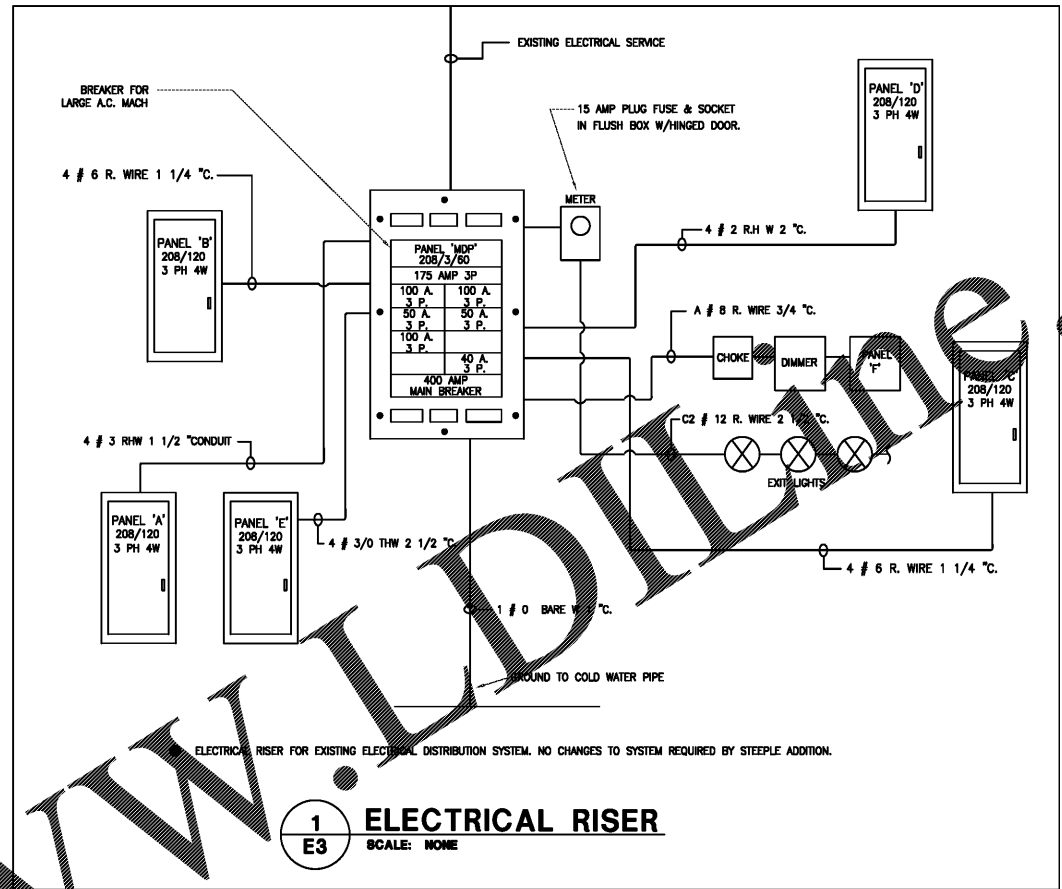 EXISTING ELECTRICAL SERVICE
BREAKER FOR
LARGE A.C. MACH
15 AMP PLUG FUSE & SOCKET
IN FLUSH BOX W/HINGED DOOR.
PANEL 'D'
208/120
3 PH 4W
4 # 6 R. WIRE 1 1/4 "C.
METER
4 # 2 R.H W 2 "C.
PANEL 'B'
208/120
3 PH 4W
PANEL 'MDP'
208/3/60
175 AMP 3P
100 A. 100 A.
3 P. 3 P.
50 A. 50 A.
3 P. 3 P.
100 A.
3 P.
40 A.
3 P.
400 AMP
MAIN BREAKER
A # 8 R. WIRE 3/4 "C.
CHOKE
DIMMER
PANEL
'F'
PANEL 'C'
208/120
3 PH 4W
C2 # 12 R. WIRE 2 1/2 "C.
EXIT LIGHTS
4 # 3 RHW 1 1/2 "CONDUIT
PANEL 'A'
208/120
3 PH 4W
PANEL 'E'
208/120
3 PH 4W
4 # 3/0 THW 2 1/2 "C.
4 # 6 R. WIRE 1 1/4 "C.
1 # 0 BARE W 1 "C.
GROUND TO COLD WATER PIPE
ELECTRICAL RISER FOR EXISTING ELECTRICAL DISTRIBUTION SYSTEM. NO CHANGES TO SYSTEM REQUIRED BY STEEPLE ADDITION.
1
E3
ELECTRICAL RISER
SCALE: NONE
WW.LDILine.